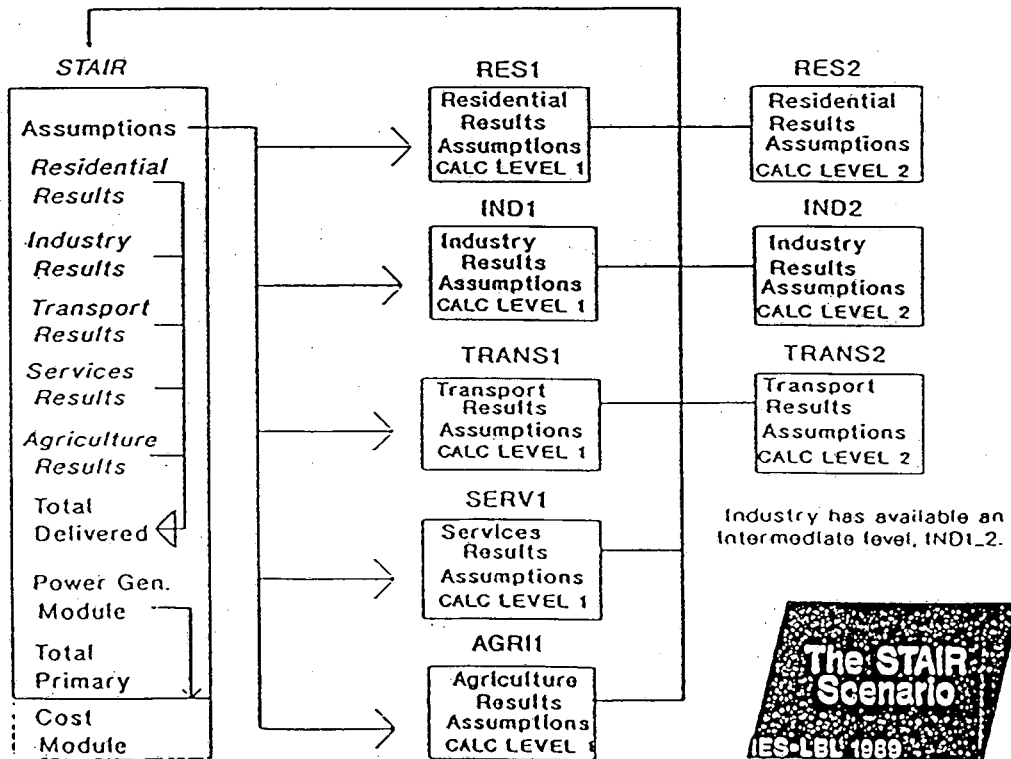 STAIR
Assumptions
Residential
Results
Industry
Results
Transport
Results
Services
Results
Agriculture
Results
Total
Delivered
Power Gen.
Module
Total
Primary
Cost
Module
RES1
Residential
Results
Assumptions
CALC LEVEL 1
IND1
Industry
Results
Assumptions
CALC LEVEL 1
TRANS1
Transport
Results
Assumptions
CALC LEVEL 1
SERV1
Services
Results
Assumptions
CALC LEVEL 1
AGRI1
Agriculture
Results
Assumptions
CALC LEVEL
RES2
Residential
Results
Assumptions
CALC LEVEL 2
IND2
Industry
Results
Assumptions
CALC LEVEL 2
TRANS2
Transport
Results
Assumptions
CALC LEVEL 2
Industry has available an
Intermediate level, IND1_2.
The STAIR
Scenario
IES•LBL 1989